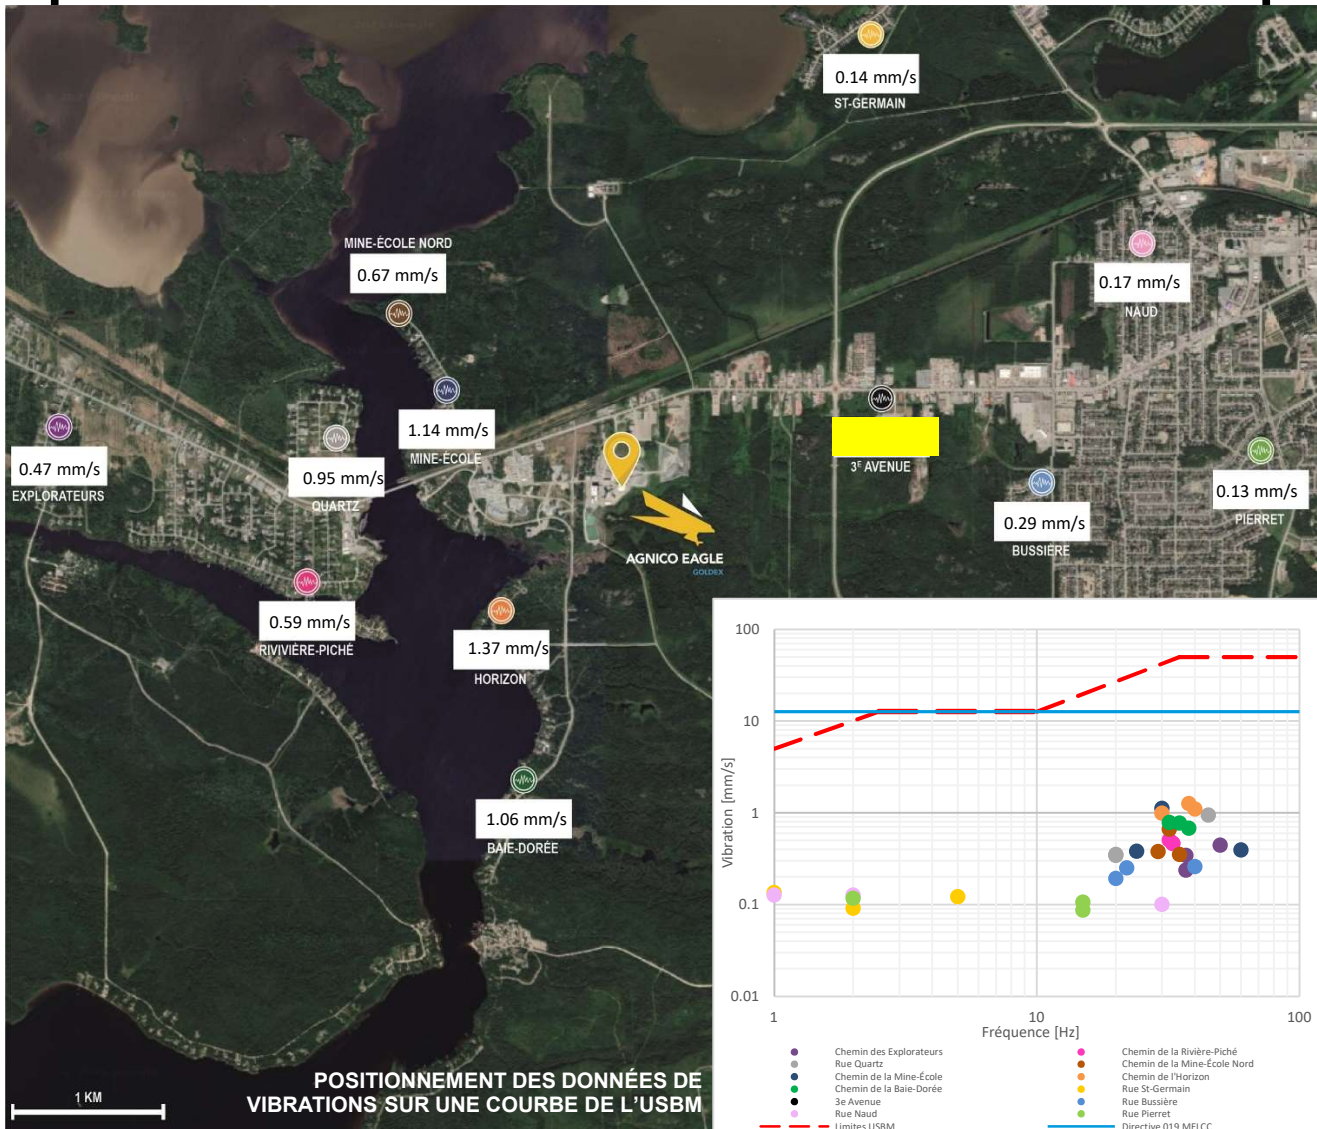 0.14 mm/s
ST-GERMAIN
MINE-ÉCOLE NORD
0.67 mm/s
0.17 mm/s
NAUD
1.14 mm/s
MINE-ÉCOLE
0.47 mm/s
EXPLORATEURS
0.95 mm/s
QUARTZ
3E AVENUE
0.13 mm/s
PIERRET
0.29 mm/s
BUSSIÈRE
AGNICO EAGLE
GOLDEX
0.59 mm/s
RIVIVIÈRE-PICHÉ
1.37 mm/s
HORIZON
1.06 mm/s
BAIE-DORÉE
POSITIONNEMENT DES DONNÉES DE
VIBRATIONS SUR UNE COURBE DE L'USBM
1 KM
100
10
1
0.1
0.01
Vibration [mm/s]
1
10
100
Fréquence [Hz]
Chemin des Explorateurs
Chemin de la Rivière-Piché
Rue Quartz
Chemin de la Mine-École Nord
Chemin de la Mine-École
Chemin de l'Horizon
Chemin de la Baie-Dorée
Rue St-Germain
3e Avenue
Rue Bussière
Rue Naud
Rue Pierret
Limites USBM
Directive 019 MELCC